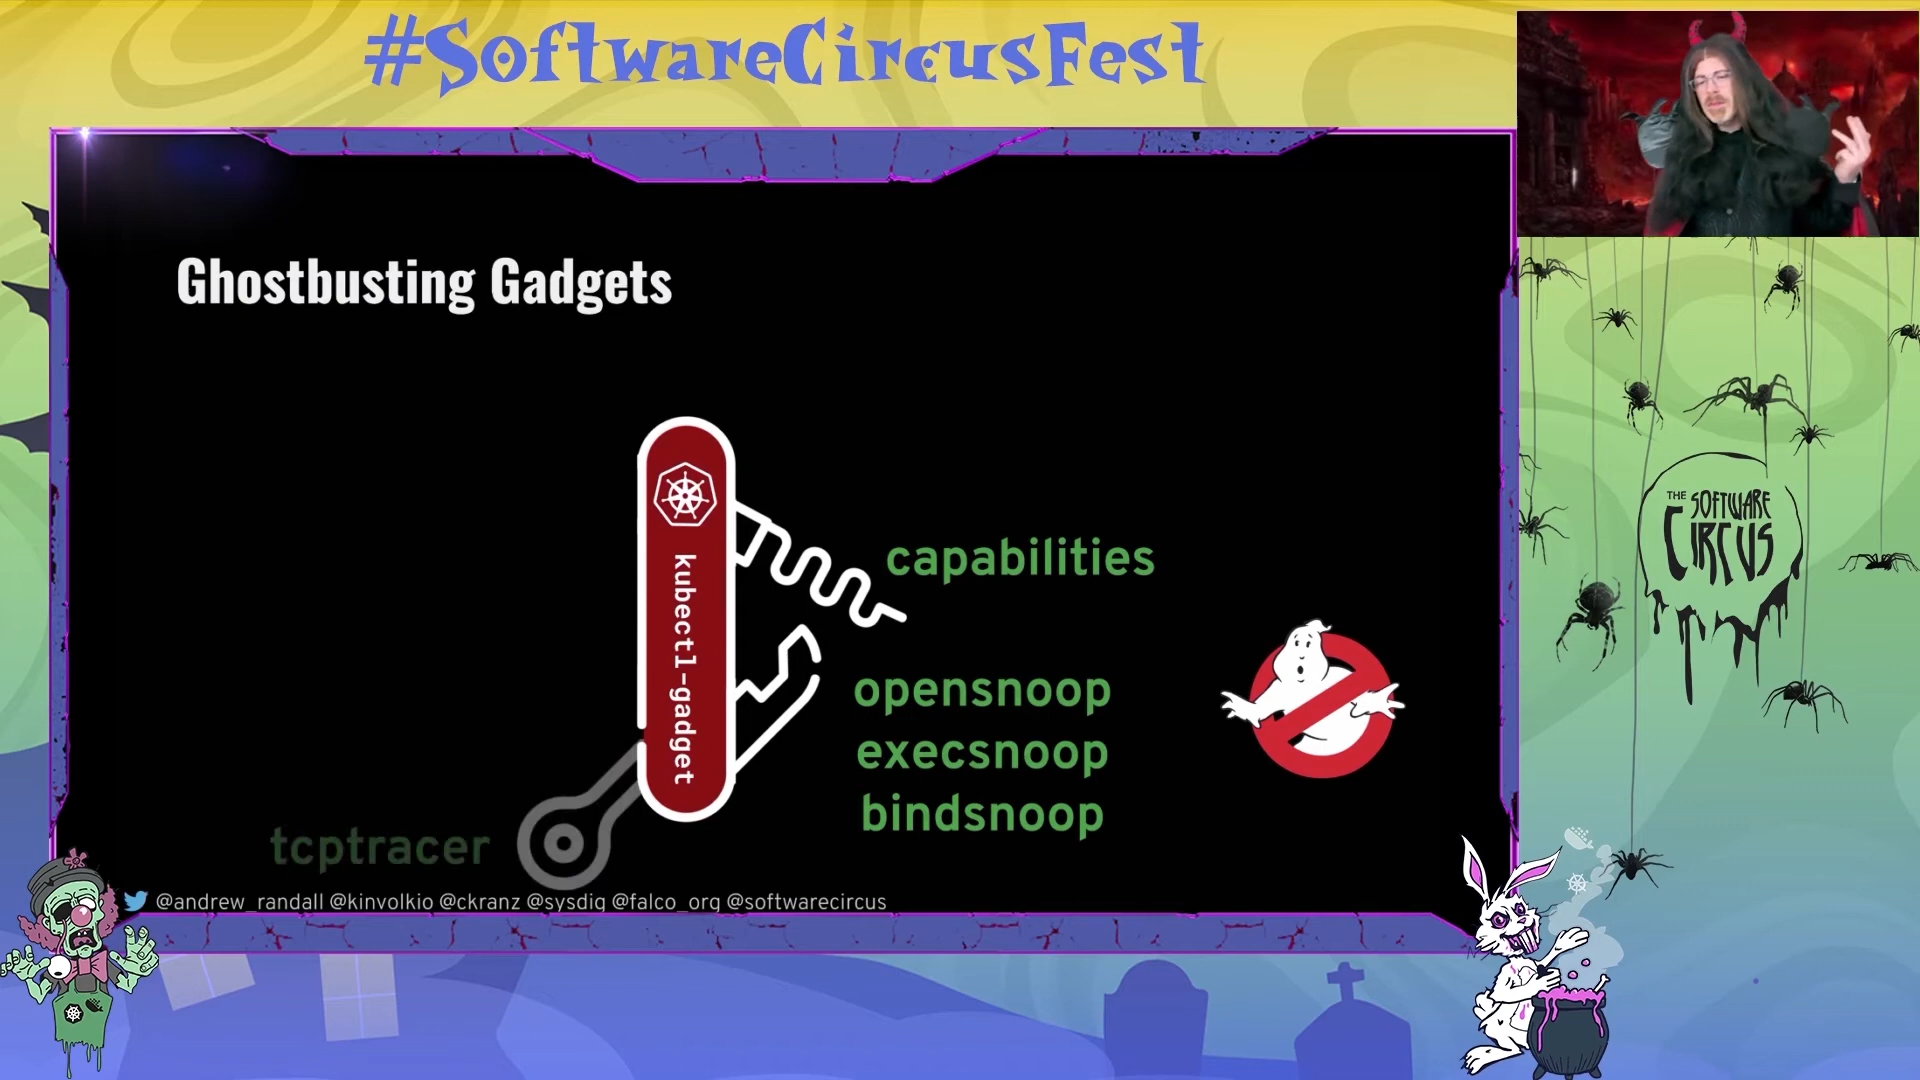 #SoftwareCircusFest
Ghostbusting Gadgets
kubectl-gadget
capabilities
opensnoop
execsnoop
bindsnoop
tcptracer
@andrew_randall @kinvolkio @ckranz @sysdig @falco_org @softwarecircus
THE SOFTWARE
CIRCUS